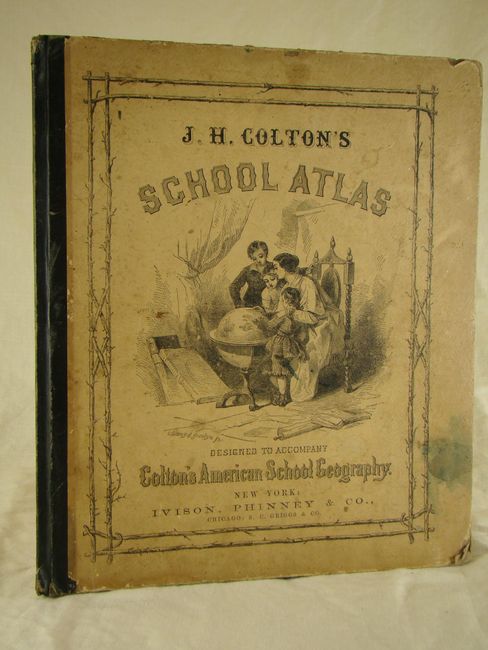 J. H. COLTON'S
SCHOOL ATLAS
DESIGNED TO ACCOMPANY
Colton's American School Geography.
NEW YORK:
IVISON, PHINNEY & CO.,
CHICAGO: S. C. GRIGGS & CO.